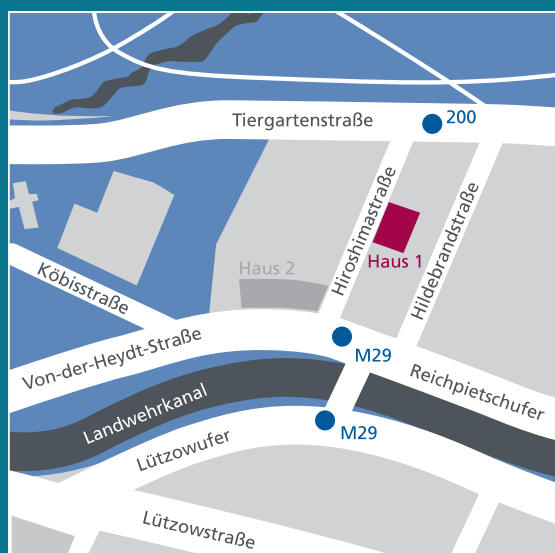 Tiergartenstraße
200
Hiroshimastraße
Hildebrandstraße
Haus 1
Haus 2
Köbisstraße
Von-der-Heydt-Straße
M29
Reichpietschufer
Landwehrkanal
M29
Lützowufer
Lützowstraße